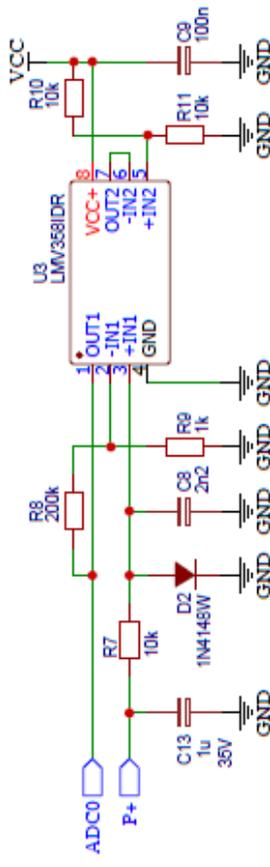 VCC
R10
10k
C9
100n
GND
R11
10k
GND
U3
LMV358IDR
8
VCC+
7
OUT2
6
-IN2
5
+IN2
1
OUT1
2
-IN1
3
+IN1
4
GND
GND
R8
200k
R9
1k
GND
C8
2n2
GND
D2
1N4148W
GND
R7
10k
C13
1u
35V
GND
ADC0
P+